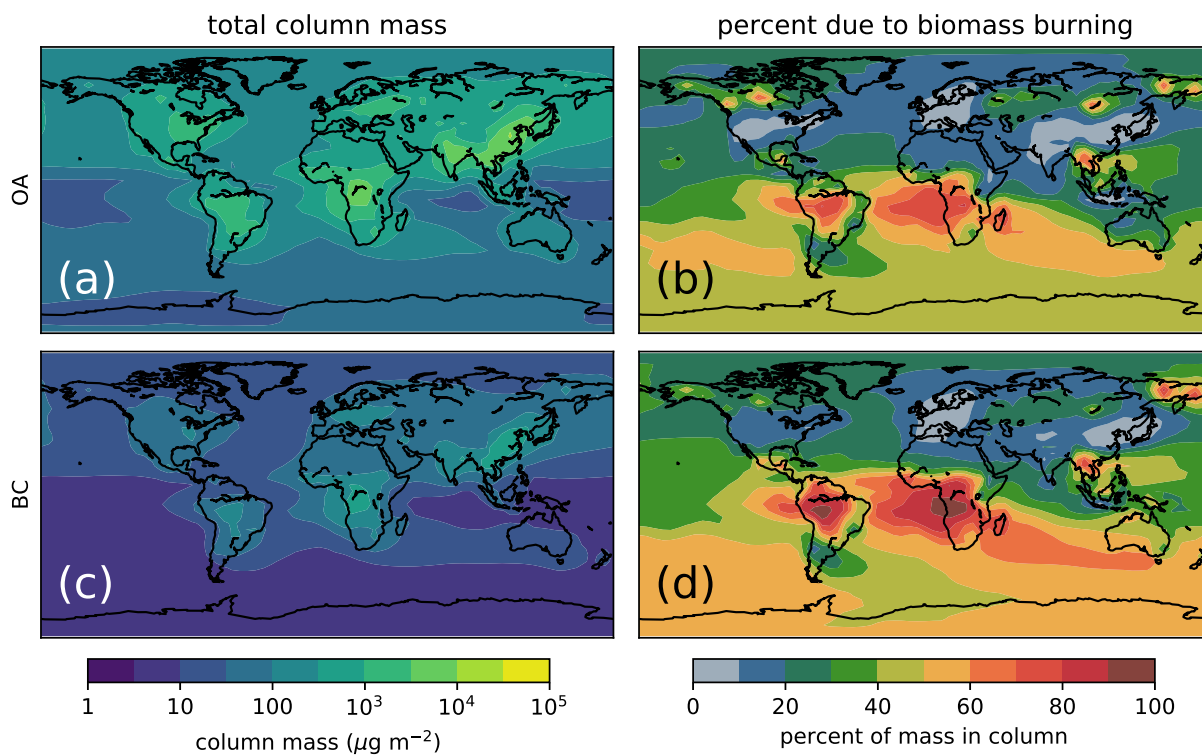 total column mass
percent due to biomass burning
OA
(a)
(b)
BC
(c)
(d)
1 10 100 10³ 10⁴ 10⁵
column mass (μg m⁻²)
0 20 40 60 80 100
percent of mass in column